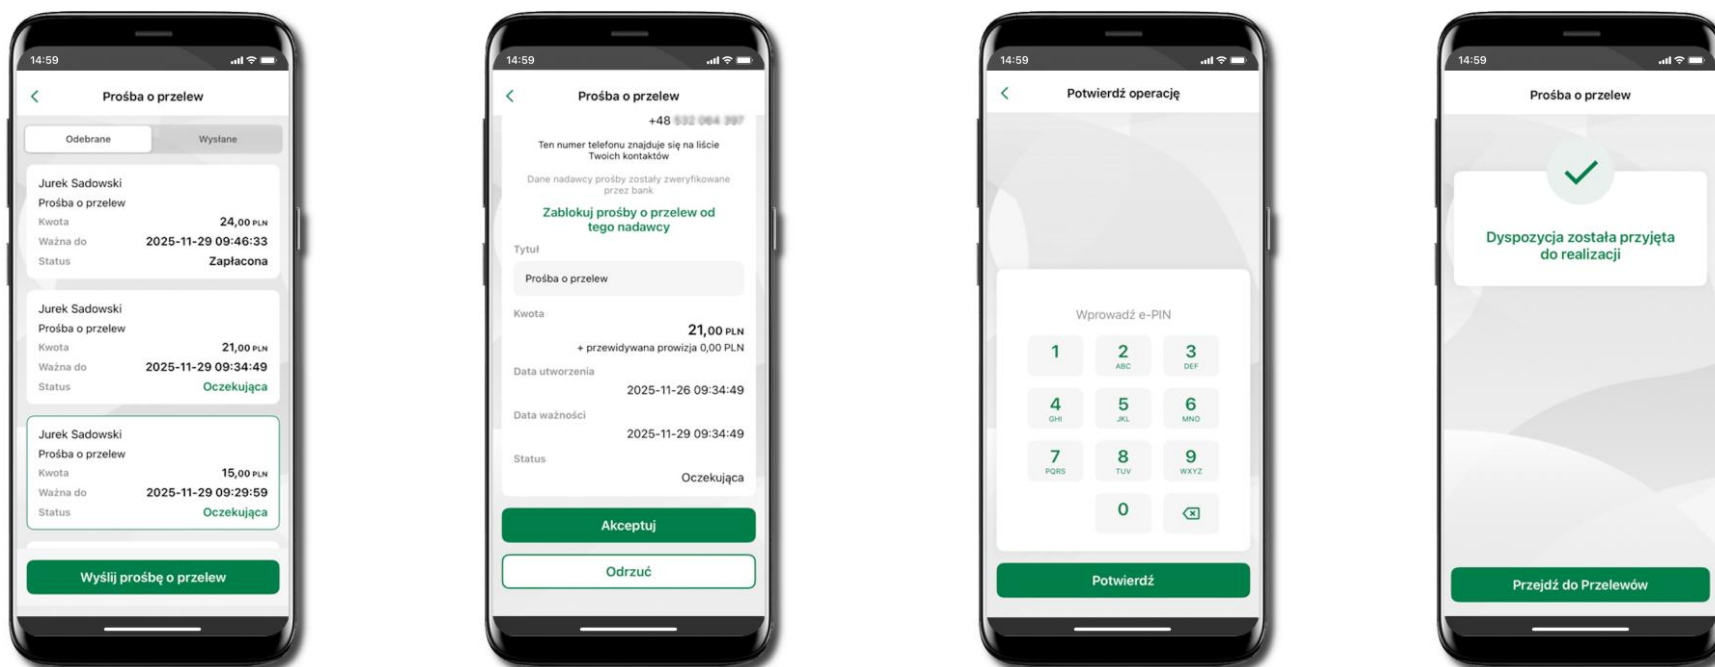 14:59
Prośba o przelew
Odebrane Wysłane
Jurek Sadowski
Prośba o przelew
Kwota 24,00 PLN
Ważna do 2025-11-29 09:46:33
Status Zapłacona
Jurek Sadowski
Prośba o przelew
Kwota 21,00 PLN
Ważna do 2025-11-29 09:34:49
Status Oczekująca
Jurek Sadowski
Prośba o przelew
Kwota 15,00 PLN
Ważna do 2025-11-29 09:29:59
Status Oczekująca
Wyślij prośbę o przelew
14:59
Prośba o przelew
+48
Ten numer telefonu znajduje się na liście
Twoich kontaktów
Dane nadawcy prośby zostały zweryfikowane
przez bank
Zablokuj prośby o przelew od
tego nadawcy
Tytuł
Prośba o przelew
Kwota
21,00 PLN
+ przewidywana prowizja 0,00 PLN
Data utworzenia
2025-11-26 09:34:49
Data ważności
2025-11-29 09:34:49
Status
Oczekująca
Akceptuj
Odrzuć
14:59
Potwierdź operację
Wprowadź e-PIN
1 2 3
ABC DEF
4 5 6
GHI JKL MNO
7 8 9
PQRS TUV WXYZ
0
Potwierdź
14:59
Prośba o przelew
Dyspozycja została przyjęta
do realizacji
Przejdź do Przelewów